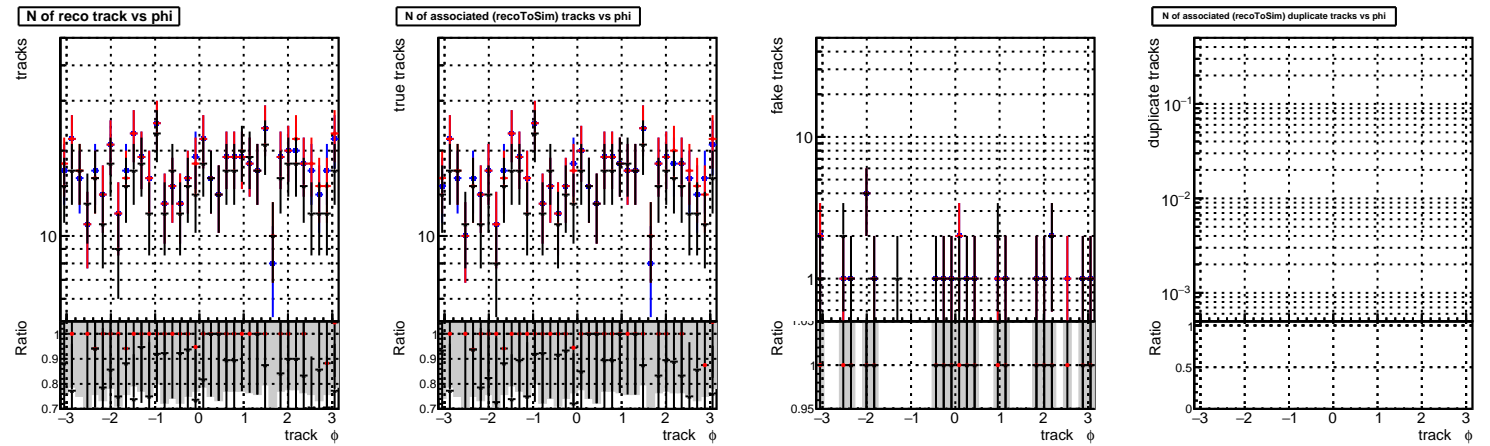 N of reco track vs phi
tracks
10
Ratio
1
0.9
0.8
0.7
−3 −2 −1 0 1 2 3
track φ
N of associated (recoToSim) tracks vs phi
true tracks
10
Ratio
1
0.9
0.8
0.7
−3 −2 −1 0 1 2 3
track φ
fake tracks
10
1
Ratio
1.05
1
0.95
−3 −2 −1 0 1 2 3
track φ
N of associated (recoToSim) duplicate tracks vs phi
duplicate tracks
10−1
10−2
10−3
Ratio
1
0.5
0
−3 −2 −1 0 1 2 3
track φ